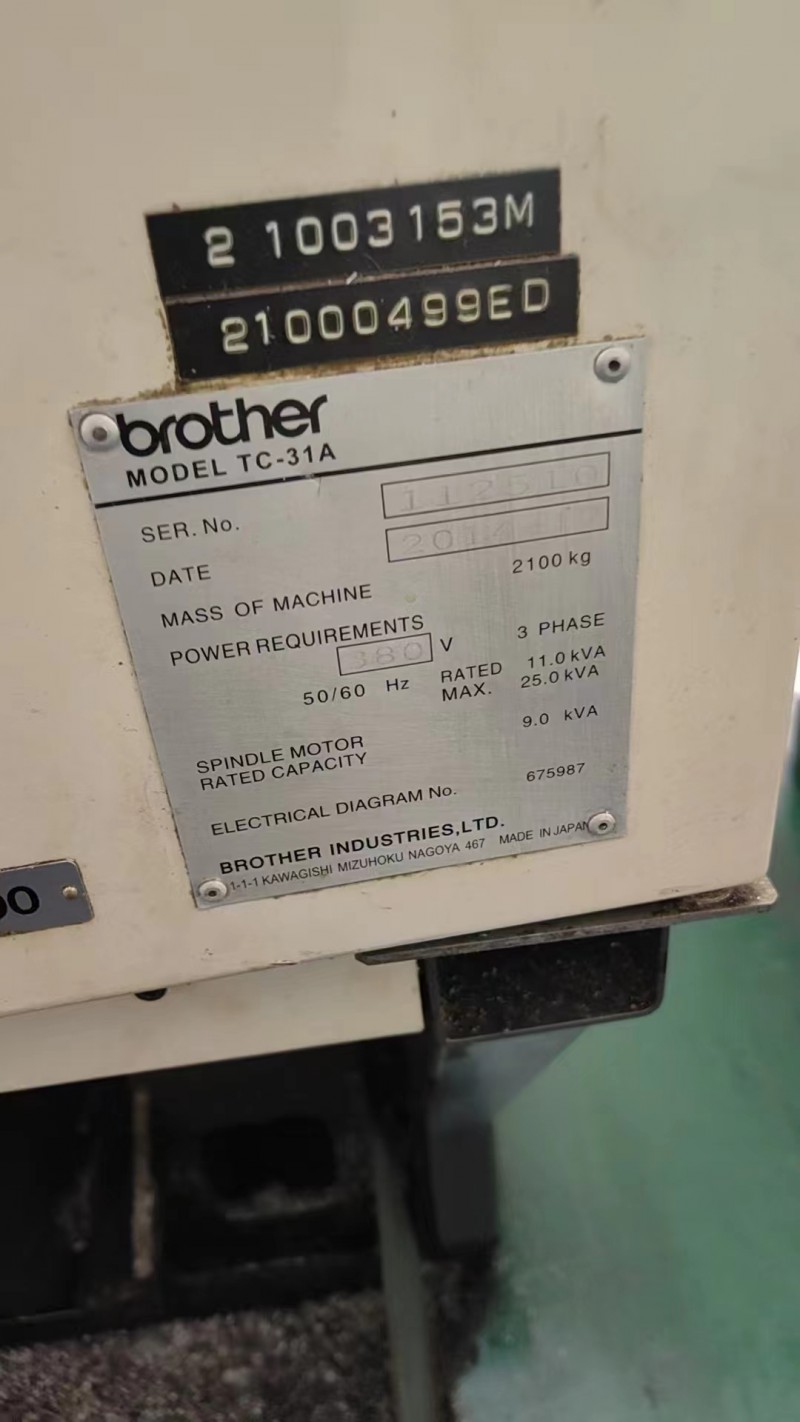 2 1003153M
21000499ED
brother
MODEL TC-31A
SER. No. 112510
DATE
MASS OF MACHINE 2100 kg
POWER REQUIREMENTS
380 V 3 PHASE
50/60 Hz RATED 11.0 kVA
MAX. 25.0 kVA
SPINDLE MOTOR
RATED CAPACITY 9.0 kVA
ELECTRICAL DIAGRAM No. 675987
BROTHER INDUSTRIES,LTD.
1-1-1 KAWAGISHI MIZUHOKU NAGOYA 467 MADE IN JAPAN